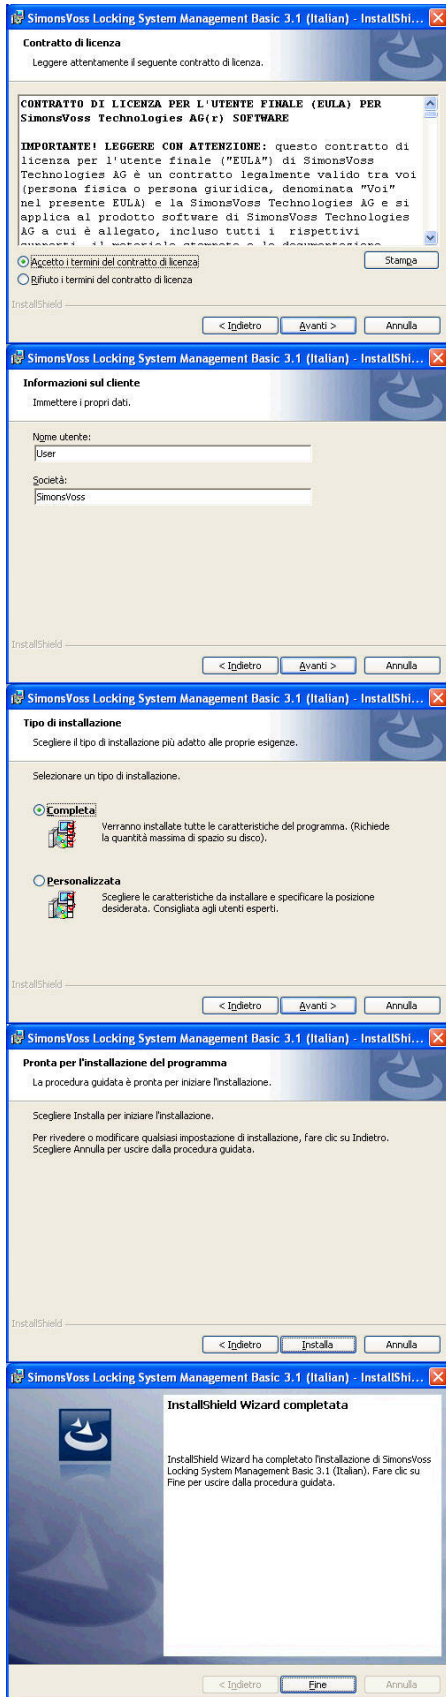 SimonsVoss Locking System Management Basic 3.1 (Italian) - InstallShi...
Contratto di licenza
Leggere attentamente il seguente contratto di licenza.
CONTRATTO DI LICENZA PER L'UTENTE FINALE (EULA) PER
SimonsVoss Technologies AG(r) SOFTWARE
IMPORTANTE! LEGGERE CON ATTENZIONE: questo contratto di
licenza per l'utente finale ("EULA") di SimonsVoss
Technologies AG è un contratto legalmente valido tra voi
(persona fisica o persona giuridica, denominata "Voi"
nel presente EULA) e la SimonsVoss Technologies AG e si
applica al prodotto software di SimonsVoss Technologies
AG a cui è allegato, incluso tutti i rispettivi
supporti, il materiale stampato e la documentazione
Accetto i termini del contratto di licenza
Stampa
Rifiuto i termini del contratto di licenza
InstallShield
< Indietro Avanti > Annulla
SimonsVoss Locking System Management Basic 3.1 (Italian) - InstallShi...
Informazioni sul cliente
Immettere i propri dati.
Nome utente:
User
Società:
SimonsVoss
InstallShield
< Indietro Avanti > Annulla
SimonsVoss Locking System Management Basic 3.1 (Italian) - InstallShi...
Tipo di installazione
Scegliere il tipo di installazione più adatto alle proprie esigenze.
Selezionare un tipo di installazione.
Completa
Verranno installate tutte le caratteristiche del programma. (Richiede
la quantità massima di spazio su disco).
Personalizzata
Scegliere le caratteristiche da installare e specificare la posizione
desiderata. Consigliata agli utenti esperti.
InstallShield
< Indietro Avanti > Annulla
SimonsVoss Locking System Management Basic 3.1 (Italian) - InstallShi...
Pronta per l'installazione del programma
La procedura guidata è pronta per iniziare l'installazione.
Scegliere Installa per iniziare l'installazione.
Per rivedere o modificare qualsiasi impostazione di installazione, fare clic su Indietro.
Scegliere Annulla per uscire dalla procedura guidata.
InstallShield
< Indietro Installa Annulla
SimonsVoss Locking System Management Basic 3.1 (Italian) - InstallShi...
InstallShield Wizard completata
InstallShield Wizard ha completato l'installazione di SimonsVoss
Locking System Management Basic 3.1 (Italian). Fare clic su
Fine per uscire dalla procedura guidata.
< Indietro Fine Annulla